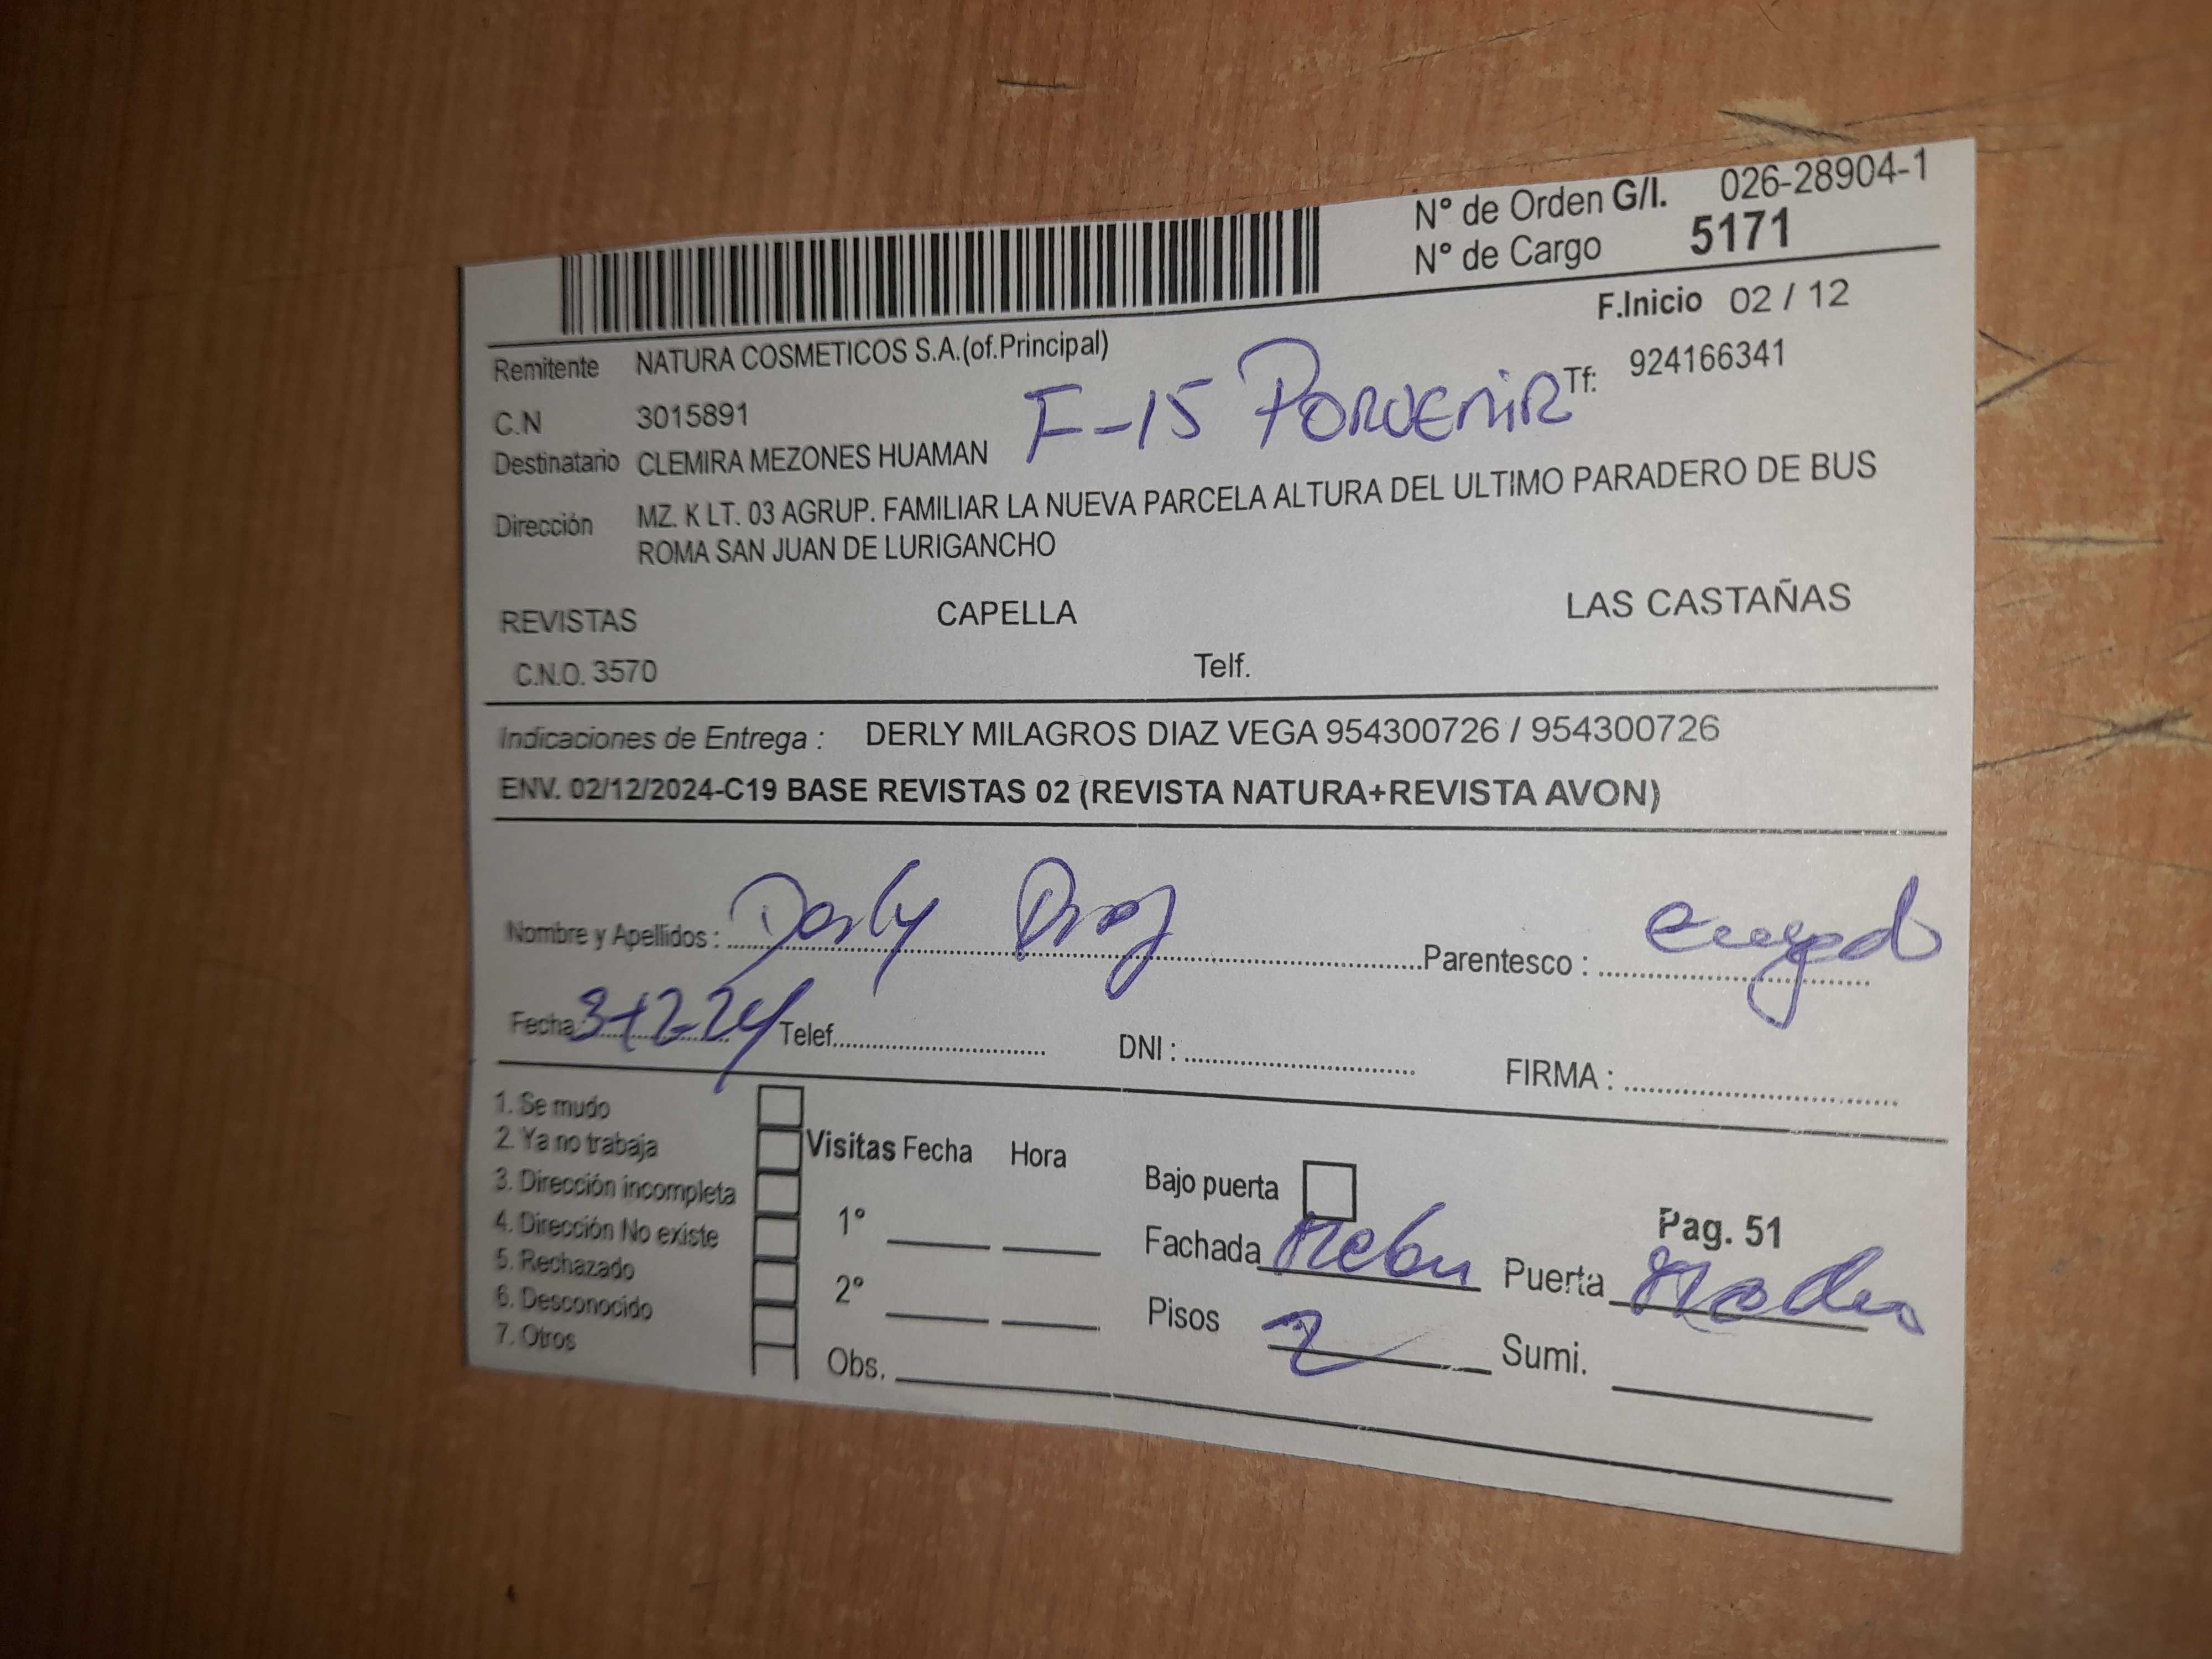 N° de Orden G/I. 026-28904-1
N° de Cargo 5171
F.Inicio 02 / 12
Remitente NATURA COSMETICOS S.A.(of.Principal)
Tf: 924166341
C.N 3015891
F-15 PORVENIR
Destinatario CLEMIRA MEZONES HUAMAN
Dirección MZ. K LT. 03 AGRUP. FAMILIAR LA NUEVA PARCELA ALTURA DEL ULTIMO PARADERO DE BUS
ROMA SAN JUAN DE LURIGANCHO
REVISTAS CAPELLA LAS CASTAÑAS
C.N.O. 3570 Telf.
Indicaciones de Entrega : DERLY MILAGROS DIAZ VEGA 954300726 / 954300726
ENV. 02/12/2024-C19 BASE REVISTAS 02 (REVISTA NATURA+REVISTA AVON)
Nombre y Apellidos : Derly Diaz Parentesco :
Fecha: 3-12-24 Telef. DNI : FIRMA :
1. Se mudo
2. Ya no trabaja
3. Dirección incompleta
4. Dirección No existe
5. Rechazado
6. Desconocido
7. Otros
Visitas Fecha Hora
1°
2°
Obs.
Bajo puerta
Pag. 51
Fachada Puerta
Pisos 2 Sumi.